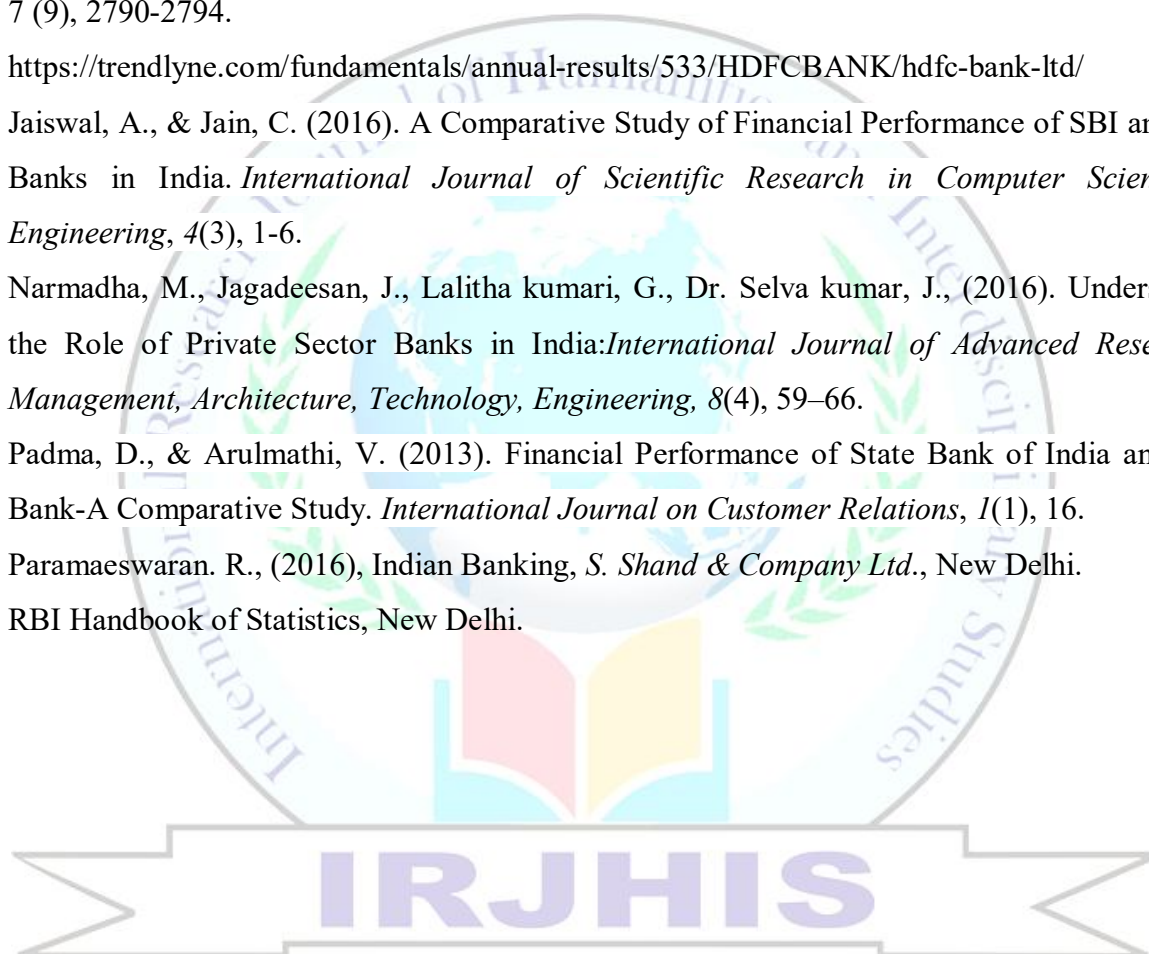 7 (9), 2790-2794.
https://trendlyne.com/fundamentals/annual-results/533/HDFCBANK/hdfc-bank-ltd/
Jaiswal, A., & Jain, C. (2016). A Comparative Study of Financial Performance of SBI
Banks in India. International Journal of Scientific Research in Computer
Engineering, 4(3), 1-6.
Narmadha, M., Jagadeesan, J., Lalitha kumari, G., Dr. Selva kumar, J., (2016).
the Role of Private Sector Banks in India:International Journal of Advanced
Management, Architecture, Technology, Engineering, 8(4), 59–66.
Padma, D., & Arulmathi, V. (2013). Financial Performance of State Bank of India
Bank-A Comparative Study. International Journal on Customer Relations, 1(1), 16.
Paramaeswaran. R., (2016), Indian Banking, S. Shand & Company Ltd., New Delhi.
RBI Handbook of Statistics, New Delhi.
IRJHIS